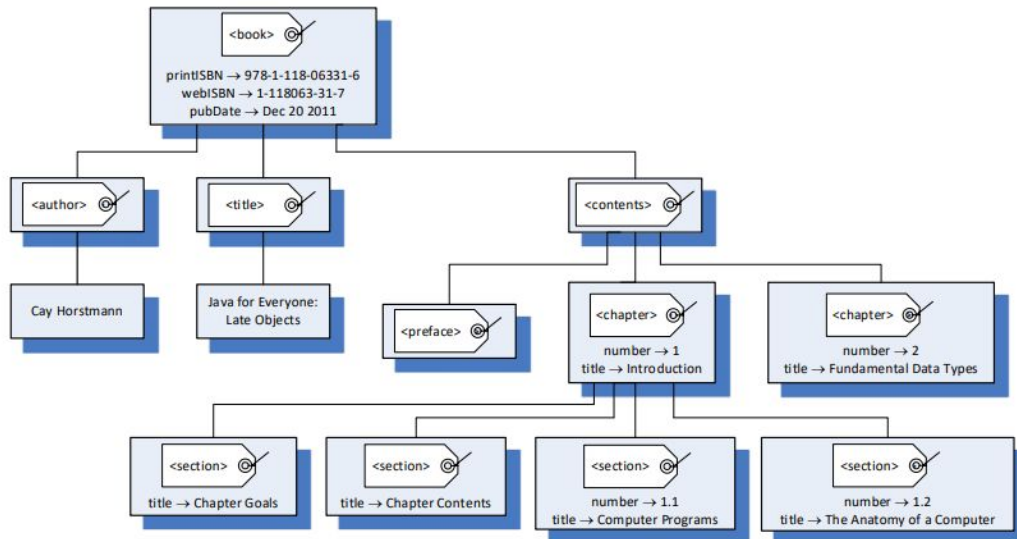 <book>
printISBN → 978-1-118-06331-6
webISBN → 1-118063-31-7
pubDate → Dec 20 2011
<author>
<title>
<contents>
Cay Horstmann
Java for Everyone:
Late Objects
<preface>
<chapter>
number → 1
title → Introduction
<chapter>
number → 2
title → Fundamental Data Types
<section>
title → Chapter Goals
<section>
title → Chapter Contents
<section>
number → 1.1
title → Computer Programs
<section>
number → 1.2
title → The Anatomy of a Computer